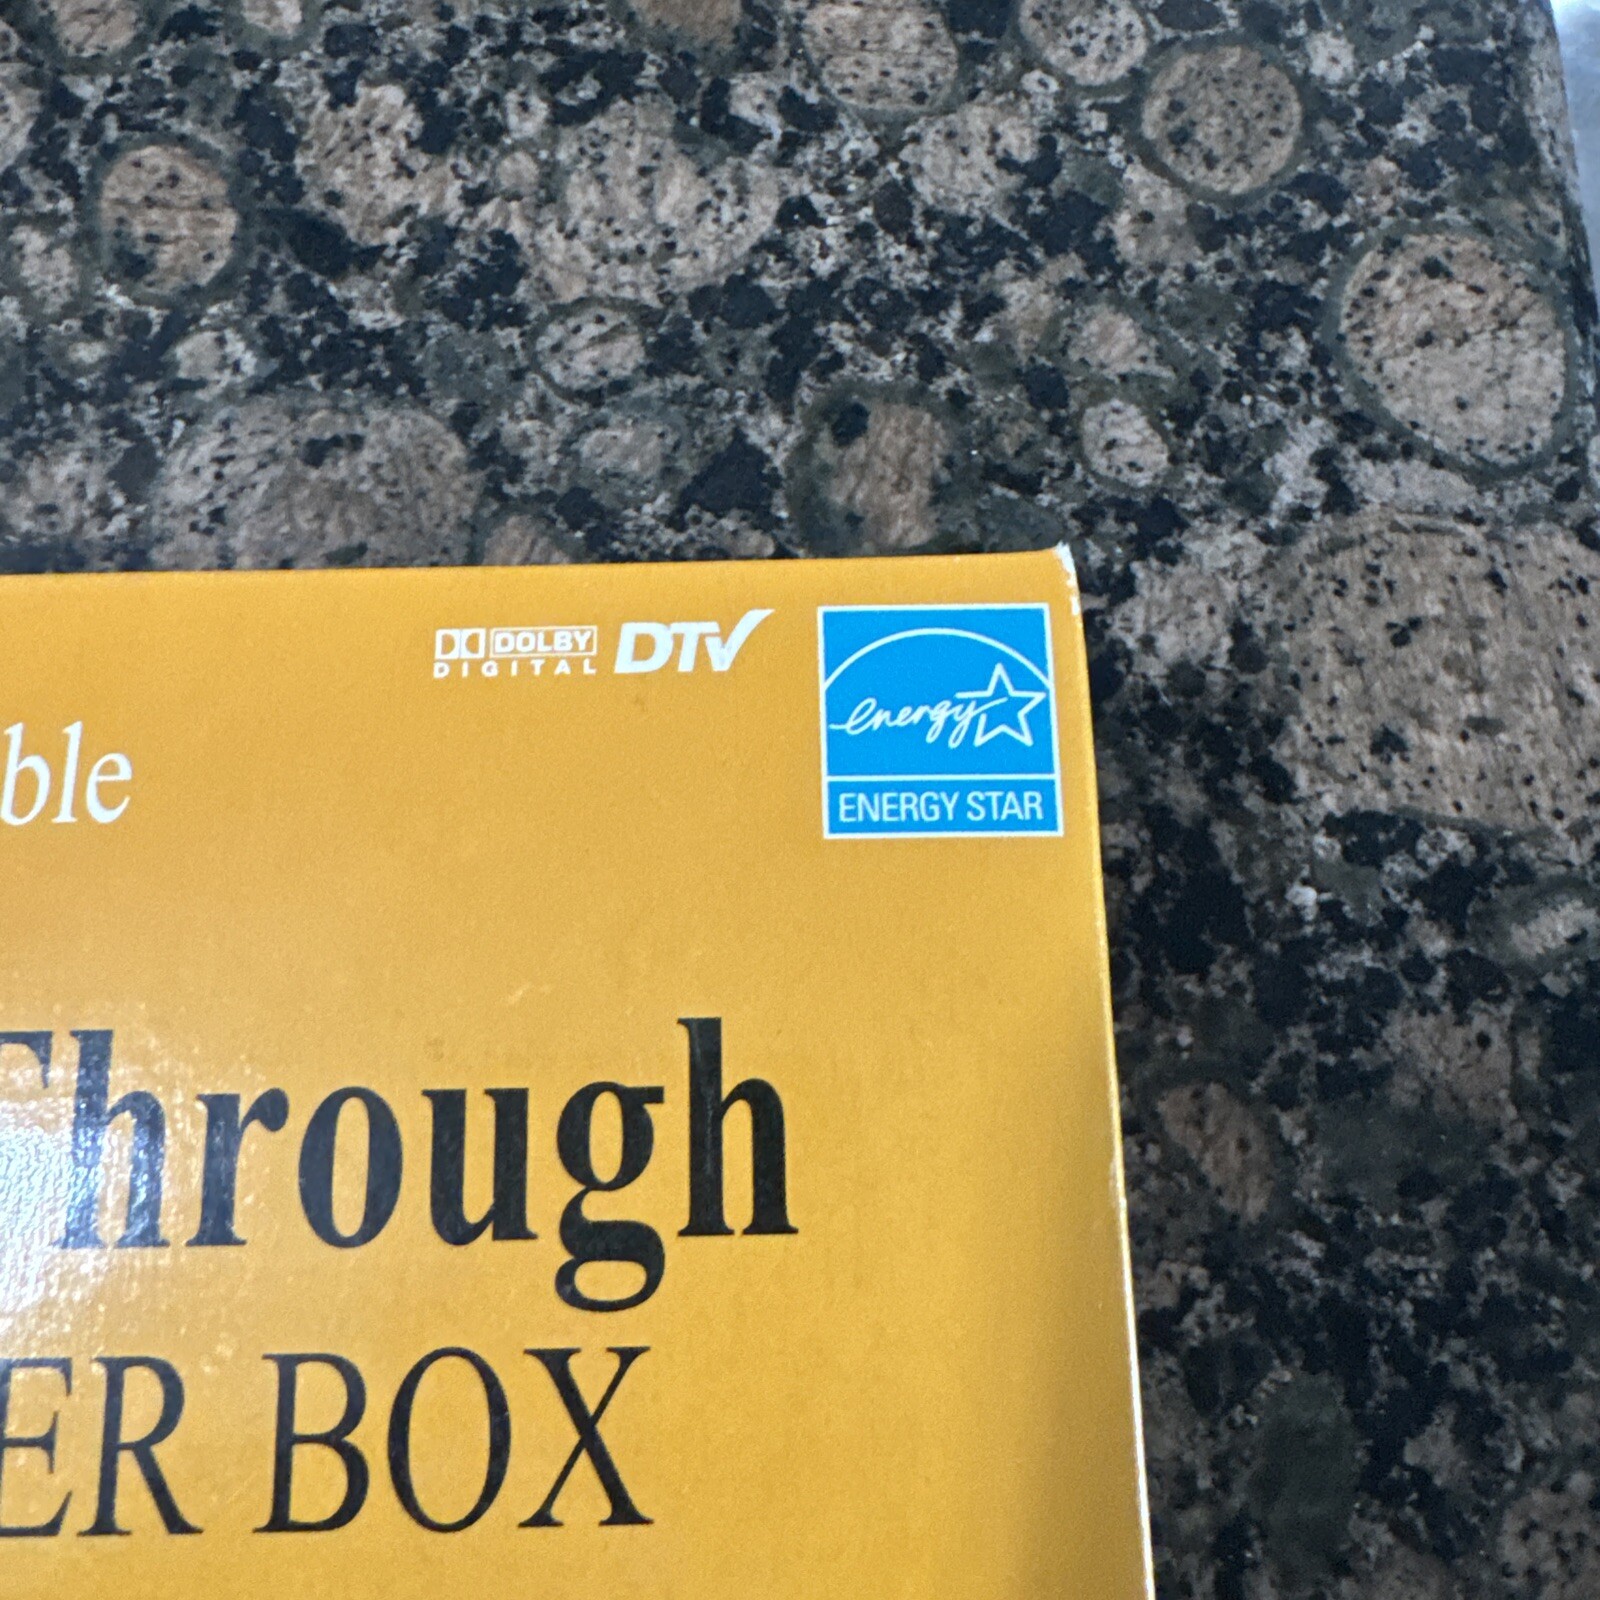 DOLBY
DIGITAL
DTV
energy
ENERGY STAR
ble
Through
ER BOX